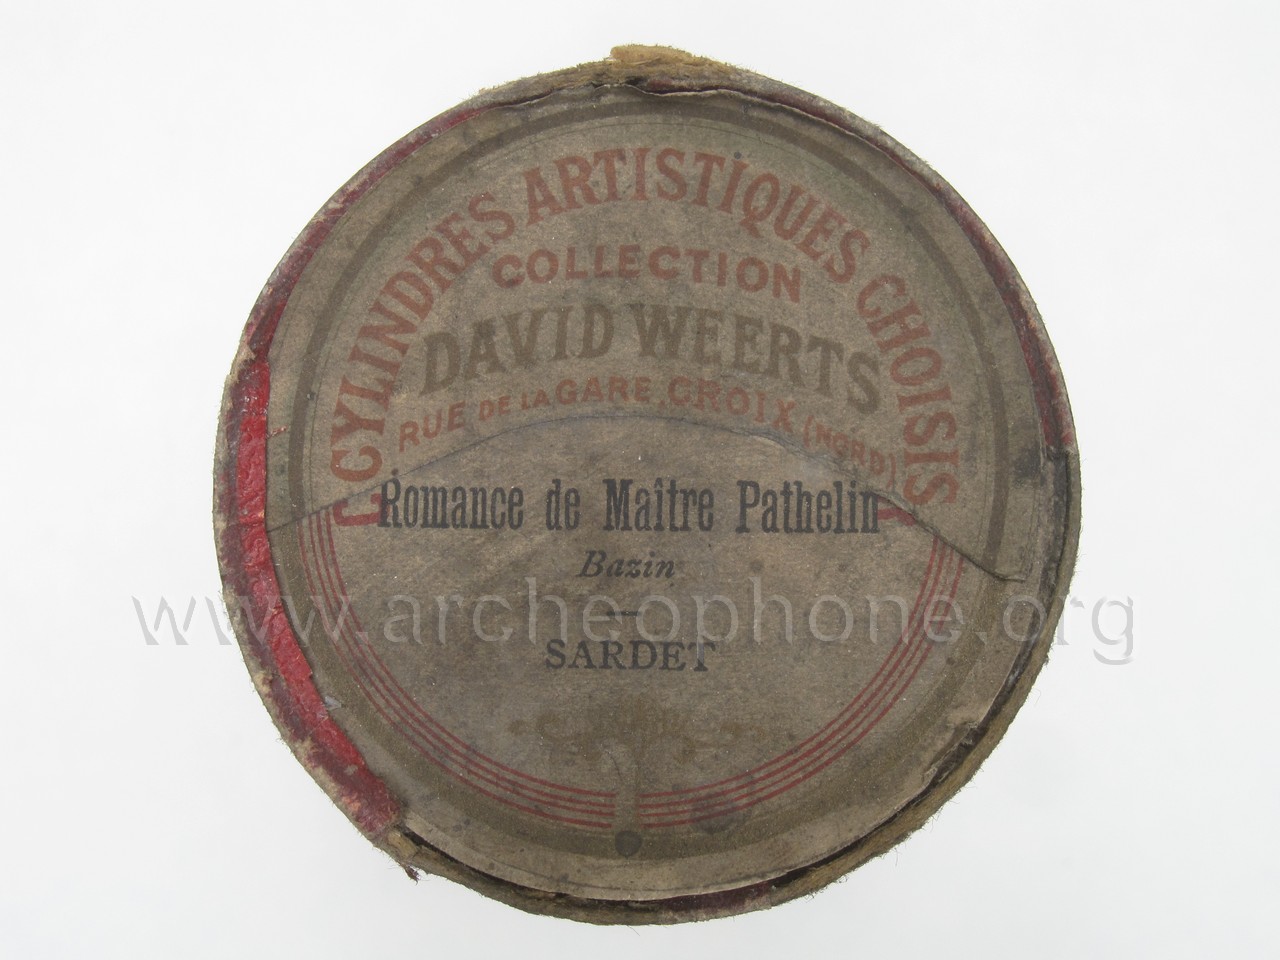 CYLINDRES ARTISTIQUES CHOISIS
COLLECTION
DAVID WEERTS
RUE DE LA GARE, CROIX (NORD)
Romance de Maître Pathelin
Bazin
www.archeophone.org
SARDET